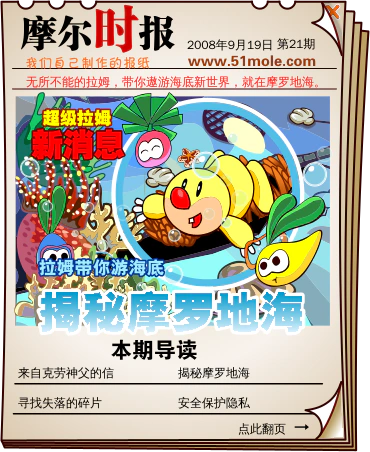 摩尔时报
2008年9月19日 第21期
我们自己制作的报纸
www.51mole.com
无所不能的拉姆，带你遨游海底新世界，就在摩罗地海。
超级拉姆
新消息
拉姆带你游海底
揭秘摩罗地海
本期导读
来自克劳神父的信 揭秘摩罗地海
寻找失落的碎片 安全保护隐私
点此翻页 →